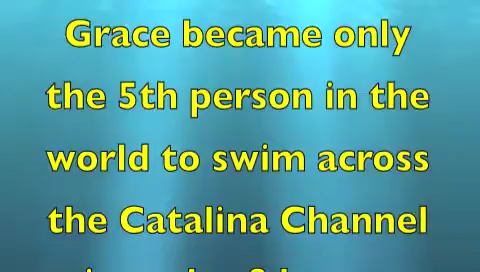 Grace became only
the 5th person in the
world to swim across
the Catalina Channel